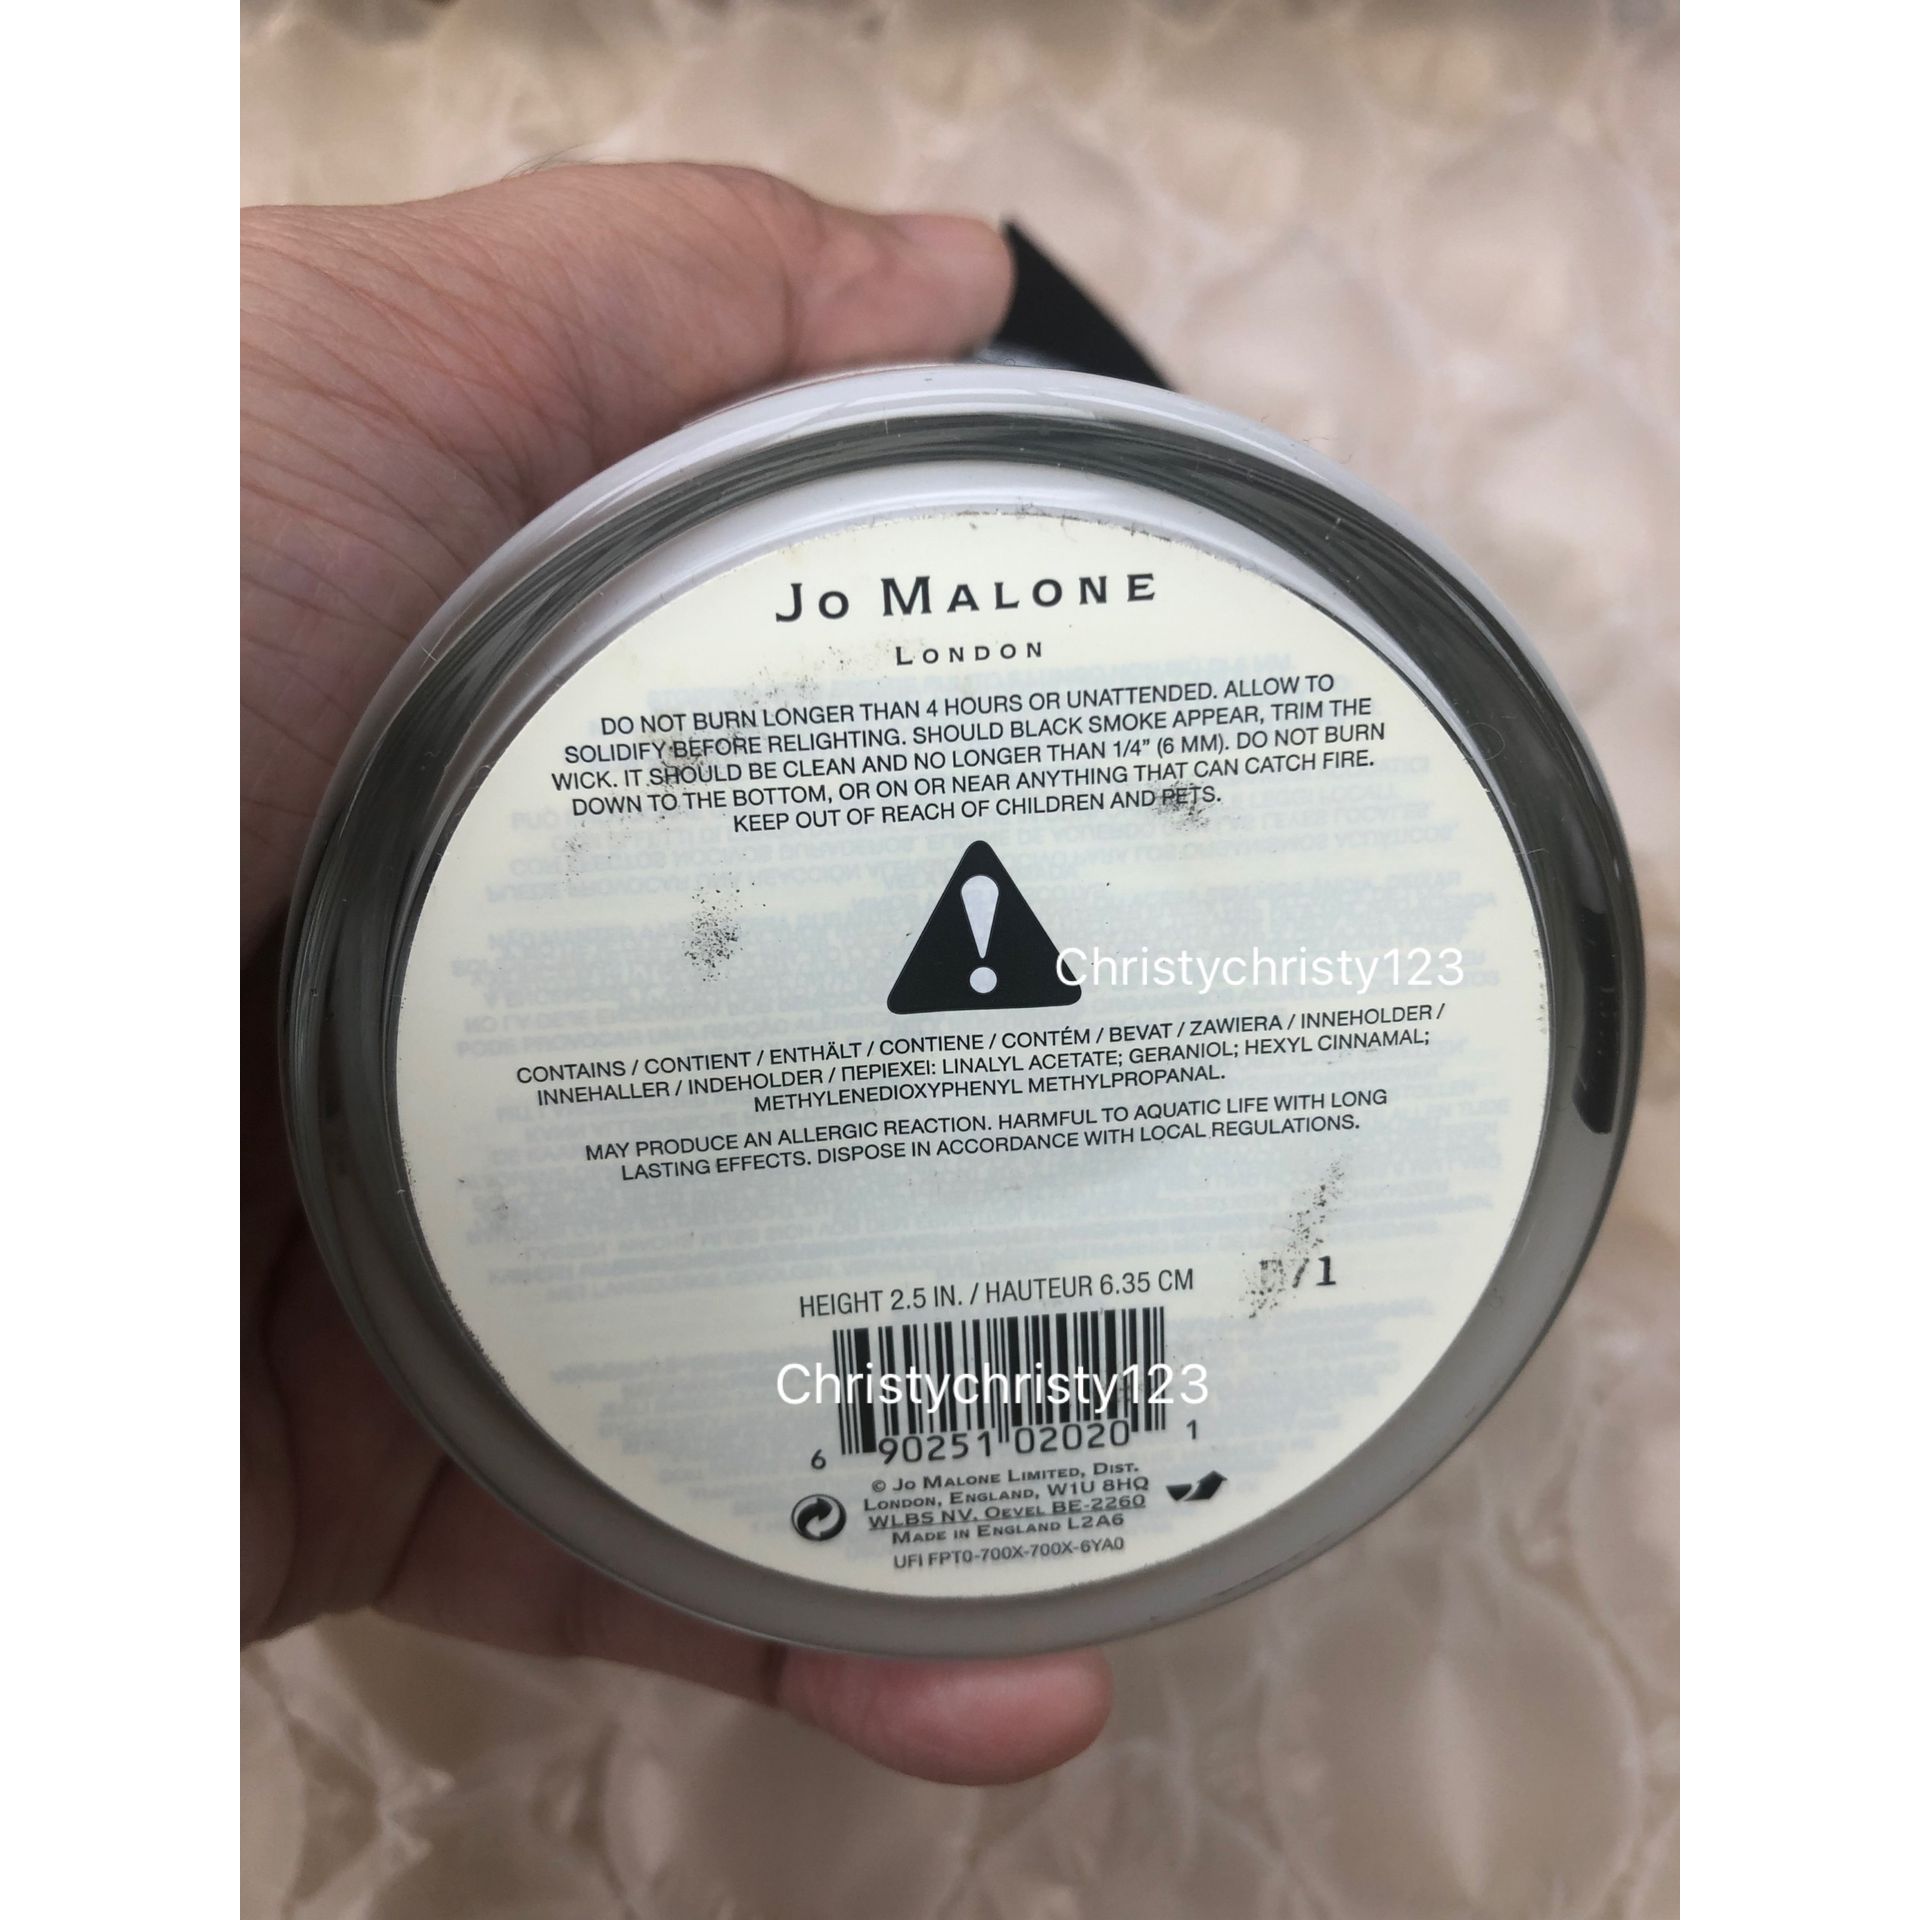 JO MALONE
LONDON
DO NOT BURN LONGER THAN 4 HOURS OR UNATTENDED. ALLOW TO
SOLIDIFY BEFORE RELIGHTING. SHOULD BLACK SMOKE APPEAR, TRIM THE
WICK. IT SHOULD BE CLEAN AND NO LONGER THAN 1/4” (6 MM). DO NOT BURN
DOWN TO THE BOTTOM, OR ON OR NEAR ANYTHING THAT CAN CATCH FIRE.
KEEP OUT OF REACH OF CHILDREN AND PETS.
Christychristy123
CONTAINS / CONTIENT / ENTHÄLT / CONTIENE / CONTÉM / BEVAT / ZAWIERA / INNEHOLDER /
INNEHALLER / INDEHOLDER / ΠΕΡΙΕΧΕΙ: LINALYL ACETATE; GERANIOL; HEXYL CINNAMAL;
METHYLENEDIOXYPHENYL METHYLPROPANAL.
MAY PRODUCE AN ALLERGIC REACTION. HARMFUL TO AQUATIC LIFE WITH LONG
LASTING EFFECTS. DISPOSE IN ACCORDANCE WITH LOCAL REGULATIONS.
HEIGHT 2.5 IN. / HAUTEUR 6.35 CM
Christychristy123
6 90251 02020 1
© JO MALONE LIMITED, DIST.
LONDON, ENGLAND, W1U 8HQ
WLBS NV, OEVEL BE-2260
MADE IN ENGLAND L2A6
UFI FPT0-700X-700X-6YA0